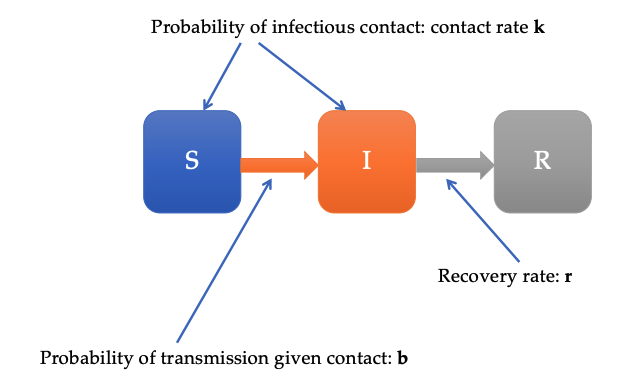 Probability of infectious contact: contact rate k
S
I
R
Recovery rate: r
Probability of transmission given contact: b